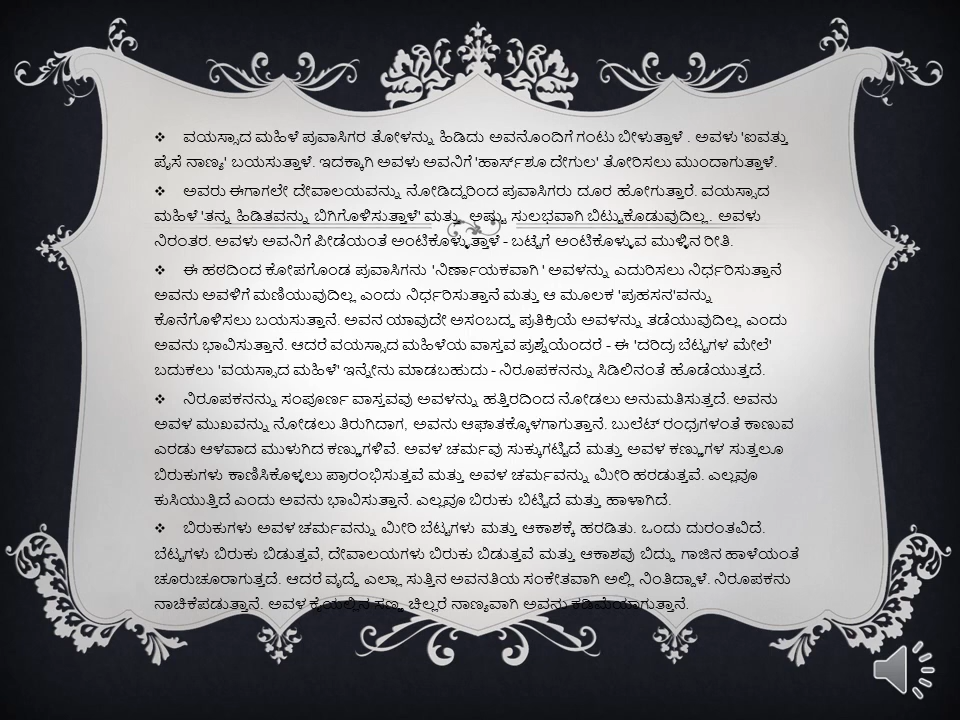 ❖ ವಯಸ್ಸಾದ ಮಹಿಳೆ ಪ್ರವಾಸಿಗರ ತೋಳನ್ನು ಹಿಡಿದು ಅವನೊಂದಿಗೆ ಗಂಟು ಬೀಳುತ್ತಾಳೆ . ಅವಳು 'ಐವತ್ತು
ಪೈಸೆ ನಾಣ್ಯ' ಬಯಸುತ್ತಾಳೆ. ಇದಕ್ಕಾಗಿ ಅವಳು ಅವನಿಗೆ 'ಹಾರ್ಸ್‌ಶೂ ದೇಗುಲ' ತೋರಿಸಲು ಮುಂದಾಗುತ್ತಾಳೆ.
❖ ಅವರು ಈಗಾಗಲೇ ದೇವಾಲಯವನ್ನು ನೋಡಿದ್ದರಿಂದ ಪ್ರವಾಸಿಗರು ದೂರ ಹೋಗುತ್ತಾರೆ. ವಯಸ್ಸಾದ
ಮಹಿಳೆ 'ತನ್ನ ಹಿಡಿತವನ್ನು ಬಿಗಿಗೊಳಿಸುತ್ತಾಳೆ' ಮತ್ತು ಅಷ್ಟು ಸುಲಭವಾಗಿ ಬಿಟ್ಟುಕೊಡುವುದಿಲ್ಲ. ಅವಳು
ನಿರಂತರ. ಅವಳು ಅವನಿಗೆ ಪೀಡೆಯಂತೆ ಅಂಟಿಕೊಳ್ಳುತ್ತಾಳೆ - ಬಟ್ಟೆಗೆ ಅಂಟಿಕೊಳ್ಳುವ ಮುಳ್ಳಿನ ರೀತಿ.
❖ ಈ ಹಠದಿಂದ ಕೋಪಗೊಂಡ ಪ್ರವಾಸಿಗನು 'ನಿರ್ಣಾಯಕವಾಗಿ ' ಅವಳನ್ನು ಎದುರಿಸಲು ನಿರ್ಧರಿಸುತ್ತಾನೆ
ಅವನು ಅವಳಿಗೆ ಮಣಿಯುವುದಿಲ್ಲ ಎಂದು ನಿರ್ಧರಿಸುತ್ತಾನೆ ಮತ್ತು ಆ ಮೂಲಕ 'ಪ್ರಹಸನ'ವನ್ನು
ಕೊನೆಗೊಳಿಸಲು ಬಯಸುತ್ತಾನೆ. ಅವನ ಯಾವುದೇ ಅಸಂಬದ್ಧ ಪ್ರತಿಕ್ರಿಯೆ ಅವಳನ್ನು ತಡೆಯುವುದಿಲ್ಲ ಎಂದು
ಅವನು ಭಾವಿಸುತ್ತಾನೆ. ಆದರೆ ವಯಸ್ಸಾದ ಮಹಿಳೆಯ ವಾಸ್ತವ ಪ್ರಶ್ನೆಯೆಂದರೆ - ಈ 'ದರಿದ್ರ ಬೆಟ್ಟಗಳ ಮೇಲೆ'
ಬದುಕಲು 'ವಯಸ್ಸಾದ ಮಹಿಳೆ' ಇನ್ನೇನು ಮಾಡಬಹುದು - ನಿರೂಪಕನನ್ನು ಸಿಡಿಲಿನಂತೆ ಹೊಡೆಯುತ್ತದೆ.
❖ ನಿರೂಪಕನನ್ನು ಸಂಪೂರ್ಣ ವಾಸ್ತವವು ಅವಳನ್ನು ಹತ್ತಿರದಿಂದ ನೋಡಲು ಅನುಮತಿಸುತ್ತದೆ. ಅವನು
ಅವಳ ಮುಖವನ್ನು ನೋಡಲು ತಿರುಗಿದಾಗ, ಅವನು ಆಘಾತಕ್ಕೊಳಗಾಗುತ್ತಾನೆ. ಬುಲೆಟ್ ರಂಧ್ರಗಳಂತೆ ಕಾಣುವ
ಎರಡು ಆಳವಾದ ಮುಳುಗಿದ ಕಣ್ಣುಗಳಿವೆ. ಅವಳ ಚರ್ಮವು ಸುಕ್ಕುಗಟ್ಟಿದೆ ಮತ್ತು ಅವಳ ಕಣ್ಣುಗಳ ಸುತ್ತಲೂ
ಬಿರುಕುಗಳು ಕಾಣಿಸಿಕೊಳ್ಳಲು ಪ್ರಾರಂಭಿಸುತ್ತವೆ ಮತ್ತು ಅವಳ ಚರ್ಮವನ್ನು ಮೀರಿ ಹರಡುತ್ತವೆ. ಎಲ್ಲವೂ
ಕುಸಿಯುತ್ತಿದೆ ಎಂದು ಅವನು ಭಾವಿಸುತ್ತಾನೆ. ಎಲ್ಲವೂ ಬಿರುಕು ಬಿಟ್ಟಿದೆ ಮತ್ತು ಹಾಳಾಗಿದೆ.
❖ ಬಿರುಕುಗಳು ಅವಳ ಚರ್ಮವನ್ನು ಮೀರಿ ಬೆಟ್ಟಗಳು ಮತ್ತು ಆಕಾಶಕ್ಕೆ ಹರಡಿತು. ಒಂದು ದುರಂತವಿದೆ.
ಬೆಟ್ಟಗಳು ಬಿರುಕು ಬಿಡುತ್ತವೆ, ದೇವಾಲಯಗಳು ಬಿರುಕು ಬಿಡುತ್ತವೆ ಮತ್ತು ಆಕಾಶವು ಬಿದ್ದು ಗಾಜಿನ ಹಾಳೆಯಂತೆ
ಚೂರುಚೂರಾಗುತ್ತದೆ. ಆದರೆ ವೃದ್ಧೆ ಎಲ್ಲಾ ಸುತ್ತಿನ ಅವನತಿಯ ಸಂಕೇತವಾಗಿ ಅಲ್ಲಿ ನಿಂತಿದ್ದಾಳೆ. ನಿರೂಪಕನು
ನಾಚಿಕೆಪಡುತ್ತಾನೆ. ಅವಳ ಕೈಯಲ್ಲಿನ ಸಣ್ಣ ಚಿಲ್ಲರೆ ನಾಣ್ಯವಾಗಿ ಅವನು ಕಡಿಮೆಯಾಗುತ್ತಾನೆ.